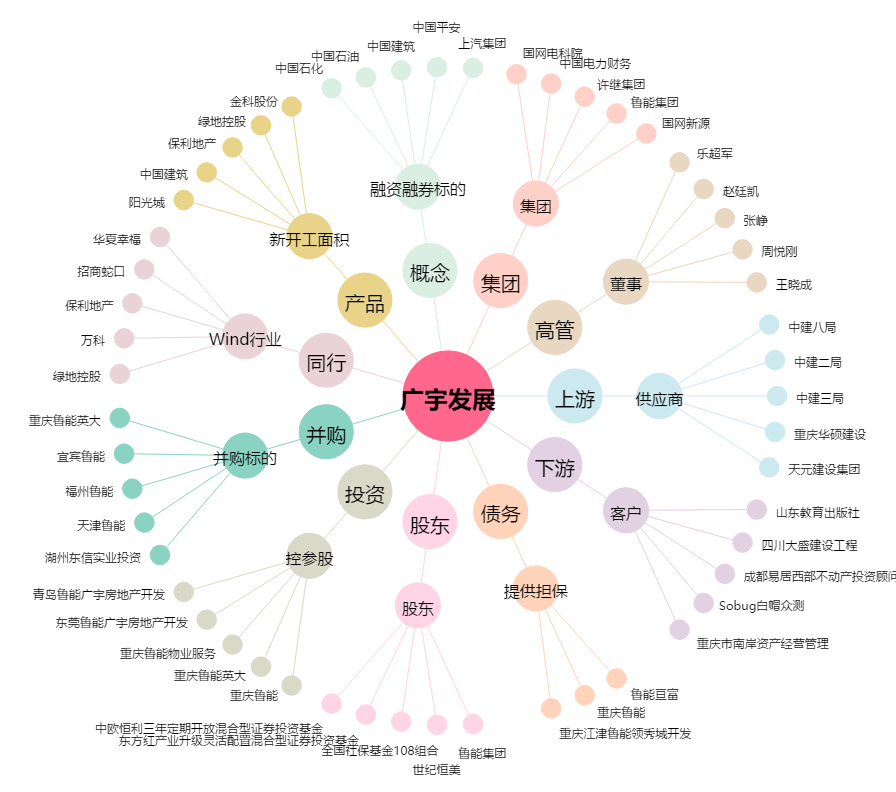 中国平安
上汽集团
中国建筑
中国石油
中国石化
国网电科院
中国电力财务
许继集团
鲁能集团
国网新源
金科股份
绿地控股
保利地产
中国建筑
阳光城
乐超军
赵廷凯
张峥
周悦刚
王晓成
融资融券标的
集团
新开工面积
概念
集团
董事
产品
高管
华夏幸福
招商蛇口
保利地产
万科
绿地控股
Wind行业
同行
广宇发展
上游
供应商
中建八局
中建二局
中建三局
重庆华硕建设
天元建设集团
重庆鲁能英大
宜宾鲁能
福州鲁能
天津鲁能
湖州东信实业投资
并购标的
并购
下游
客户
山东教育出版社
四川大盛建设工程
成都易居西部不动产投资顾问
Sobug白帽众测
重庆市南岸资产经营管理
投资
股东
债务
控参股
股东
提供担保
青岛鲁能广宇房地产开发
东莞鲁能广宇房地产开发
重庆鲁能物业服务
重庆鲁能英大
重庆鲁能
鲁能亘富
重庆鲁能
重庆江津鲁能领秀城开发
中欧恒利三年定期开放混合型证券投资基金
东方红产业升级灵活配置混合型证券投资基金
全国社保基金108组合
世纪恒美
鲁能集团